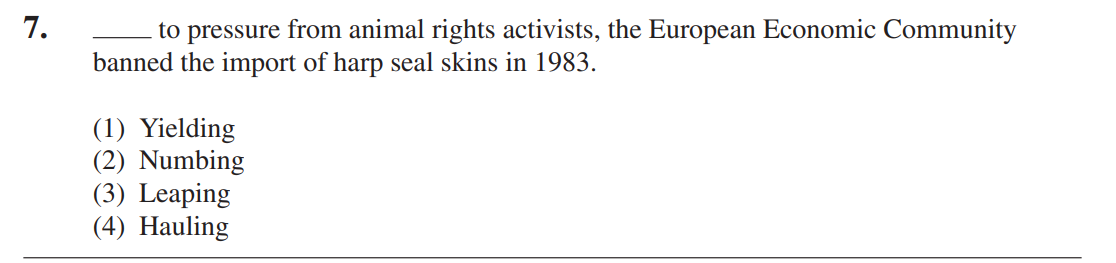 7. ____ to pressure from animal rights activists, the European Economic Community
banned the import of harp seal skins in 1983.
(1) Yielding
(2) Numbing
(3) Leaping
(4) Hauling